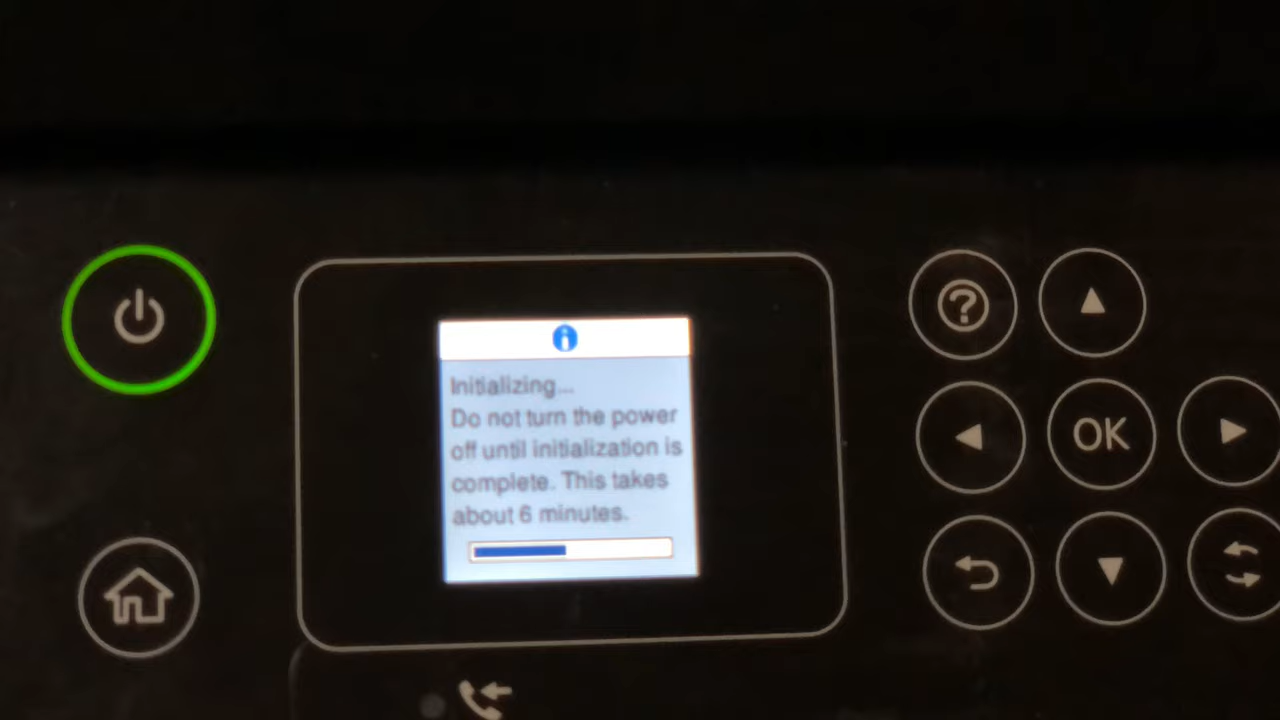 Initializing...
Do not turn the power
off until initialization is
complete. This takes
about 6 minutes.
OK